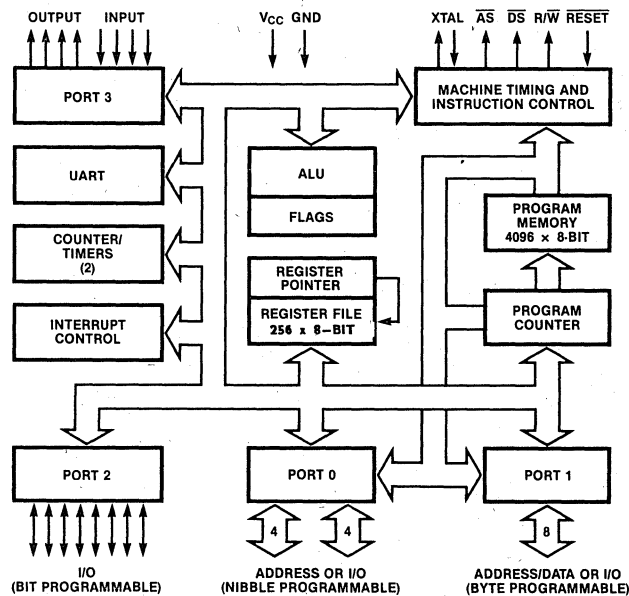 OUTPUT INPUT VCC GND XTAL AS DS R/W RESET
PORT 3
MACHINE TIMING AND
INSTRUCTION CONTROL
UART
ALU
FLAGS
PROGRAM
MEMORY
4096 × 8-BIT
COUNTER/
TIMERS
(2)
REGISTER
POINTER
REGISTER FILE
256 x 8-BIT
PROGRAM
COUNTER
INTERRUPT
CONTROL
PORT 2
PORT 0
PORT 1
4
4
8
I/O
(BIT PROGRAMMABLE)
ADDRESS OR I/O
(NIBBLE PROGRAMMABLE)
ADDRESS/DATA OR I/O
(BYTE PROGRAMMABLE)